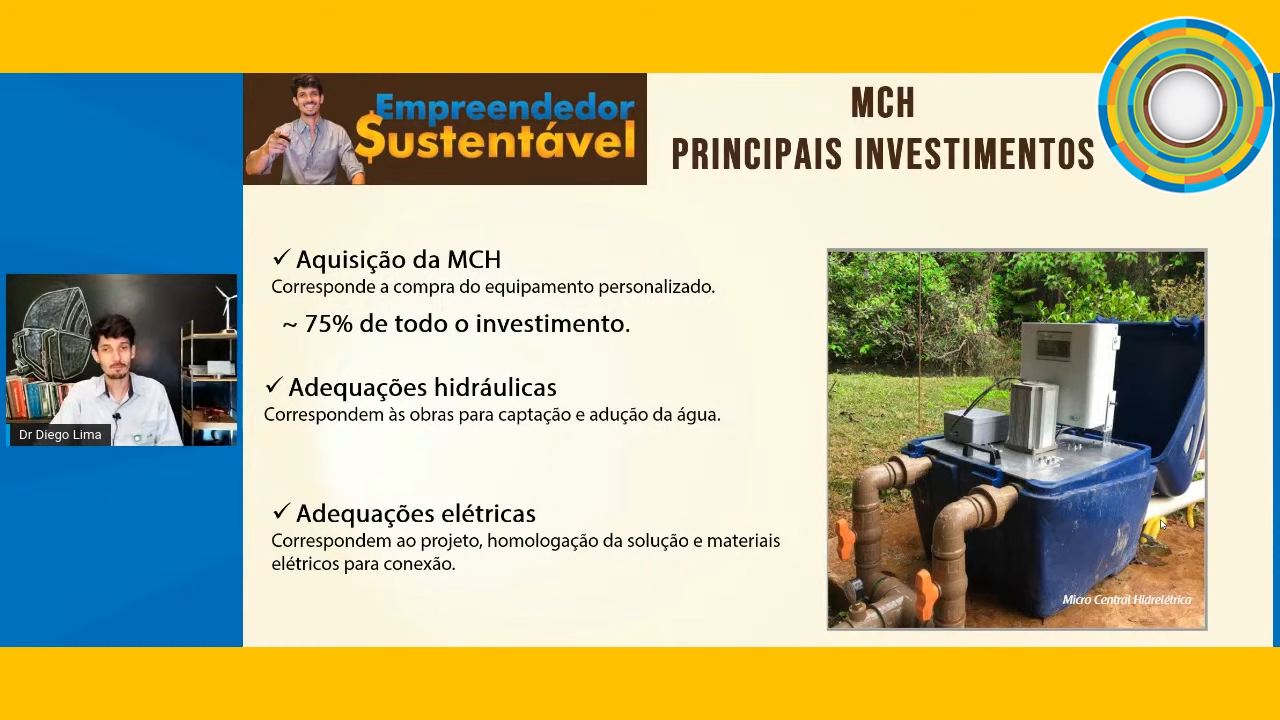 Empreendedor
$ustentável
MCH
PRINCIPAIS INVESTIMENTOS
✓ Aquisição da MCH
Corresponde a compra do equipamento personalizado.
~ 75% de todo o investimento.
✓ Adequações hidráulicas
Correspondem às obras para captação e adução da água.
✓ Adequações elétricas
Correspondem ao projeto, homologação da solução e materiais
elétricos para conexão.
Dr Diego Lima
Micro Central Hidrelétrica